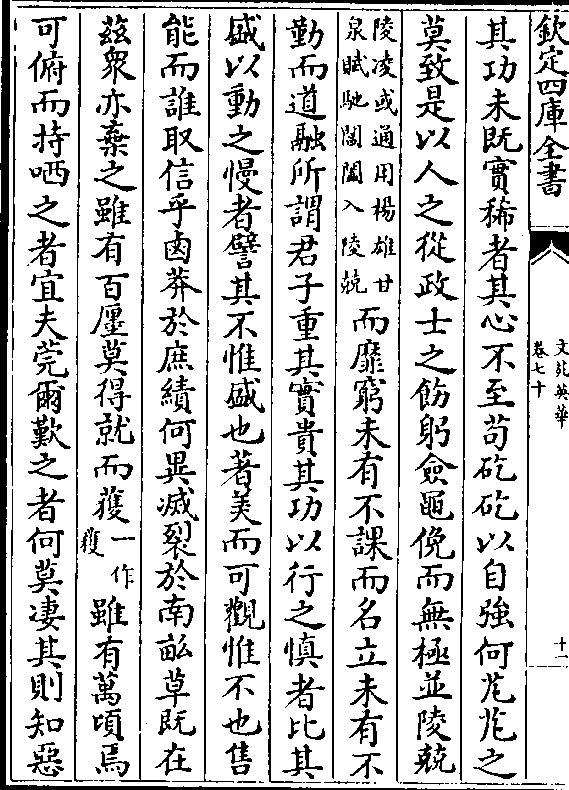 欽定四庫全書
文苑英華
卷七十
十一
其功未既實稀者其心不至苟矻矻以自強何芃芃之
莫致是以人之從政士之飭躬僉黽俛而無極並陵兢
陵凌或通用楊雄甘
泉賦馳閶闔入陵兢
而靡窮未有不課而名立未有不
勤而道融所謂君子重其實貴其功以行之慎者比其
盛以動之慢者譬其不惟盛也著美而可觀惟不也售
能而誰取信乎鹵莽於庶績何異滅裂於南畝草既在
茲衆亦棄之雖有百廛莫得就而蒦
一作
穫
雖有萬頃焉
可俯而持哂之者宜夫莞爾歎之者何莫凄其則知惡